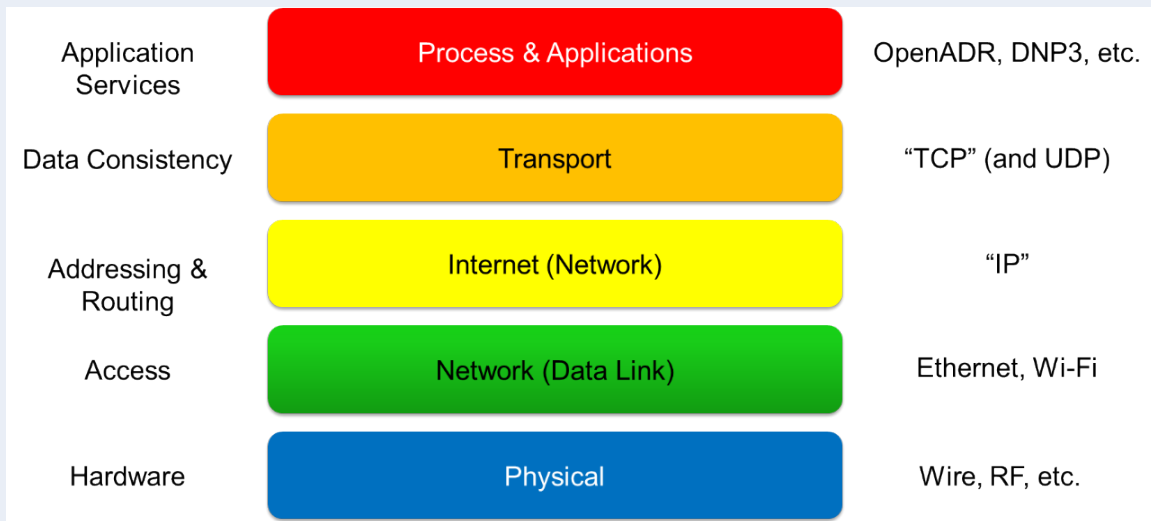 Application
Services
Process & Applications
OpenADR, DNP3, etc.
Data Consistency
Transport
“TCP” (and UDP)
Addressing &
Routing
Internet (Network)
“IP”
Access
Network (Data Link)
Ethernet, Wi-Fi
Hardware
Physical
Wire, RF, etc.